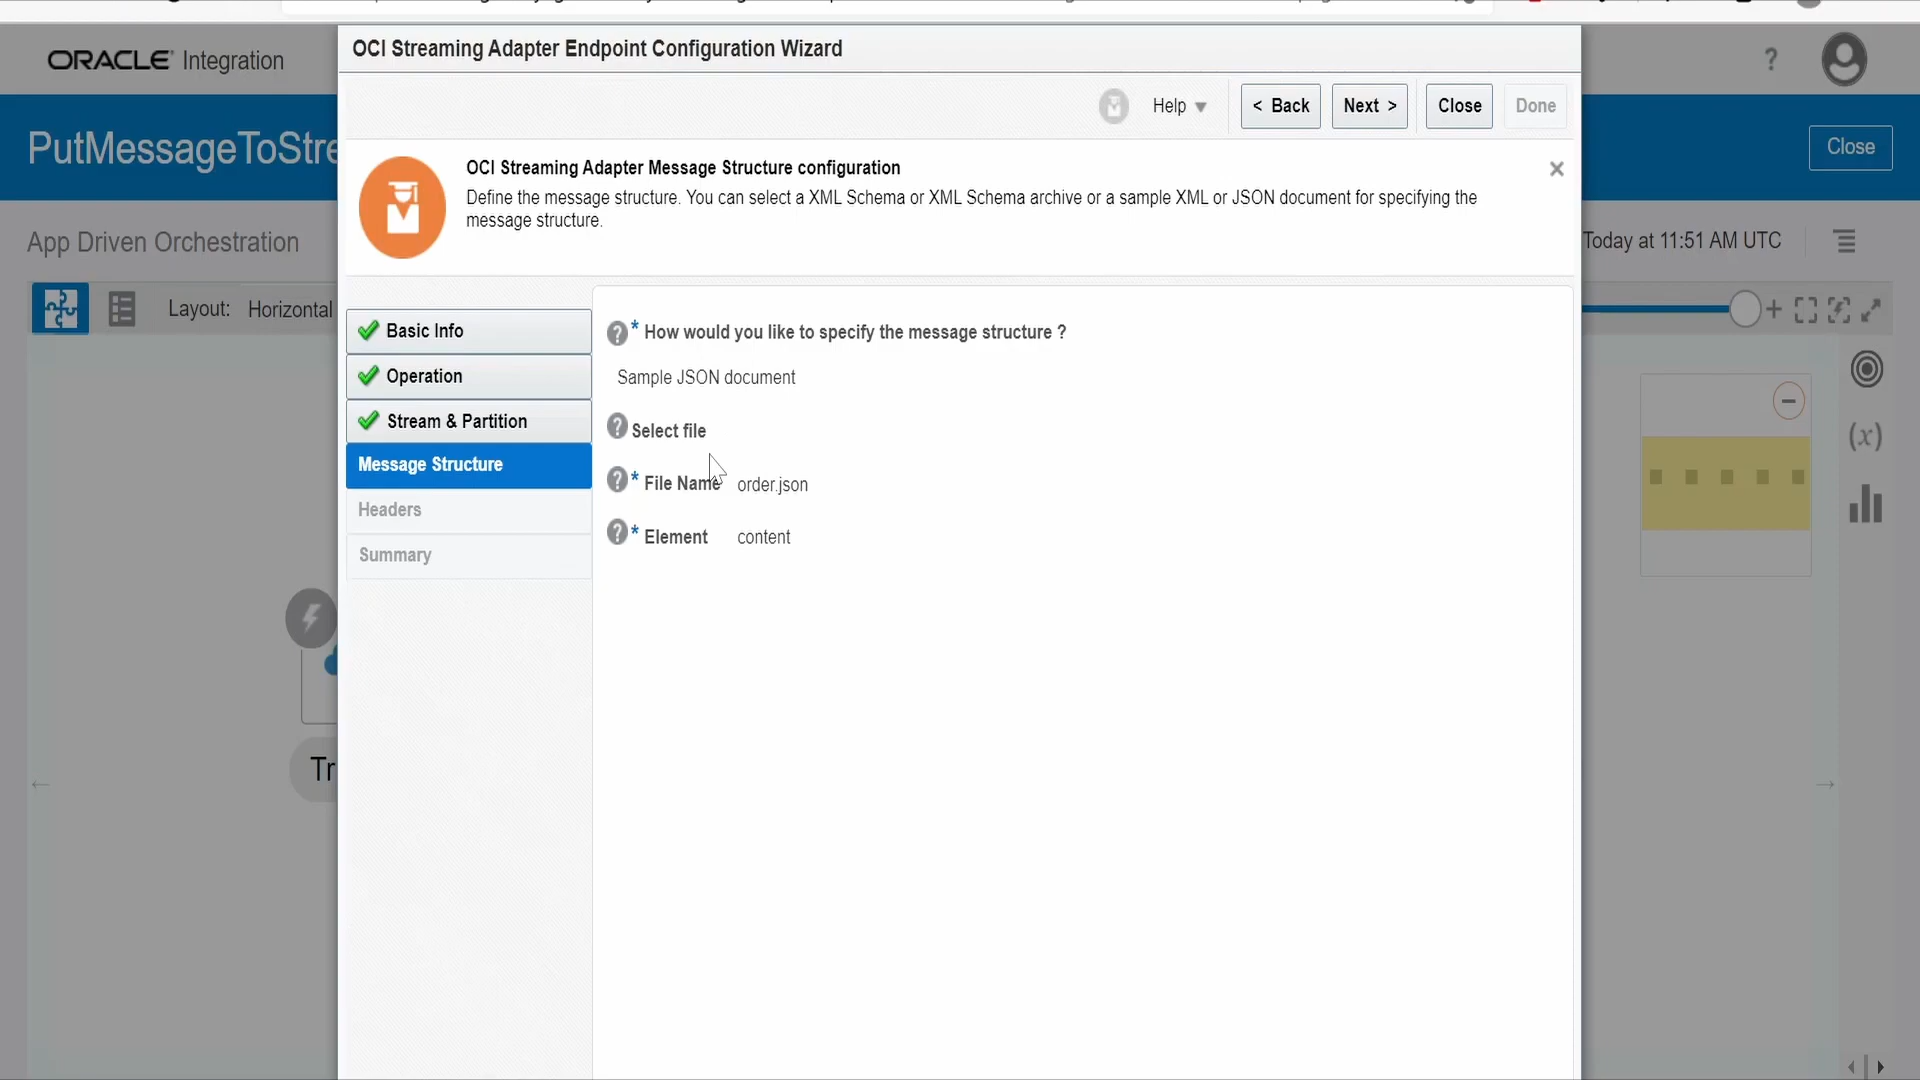 OCI Streaming Adapter Endpoint Configuration Wizard
ORACLE Integration
Help
< Back
Next >
Close
Done
PutMessageToStre
Close
OCI Streaming Adapter Message Structure configuration
Define the message structure. You can select a XML Schema or XML Schema archive or a sample XML or JSON document for specifying the
message structure.
App Driven Orchestration
Today at 11:51 AM UTC
Layout: Horizontal
Basic Info
Operation
Stream & Partition
Message Structure
Headers
Summary
* How would you like to specify the message structure ?
Sample JSON document
Select file
* File Name order.json
* Element content
(x)
Tr